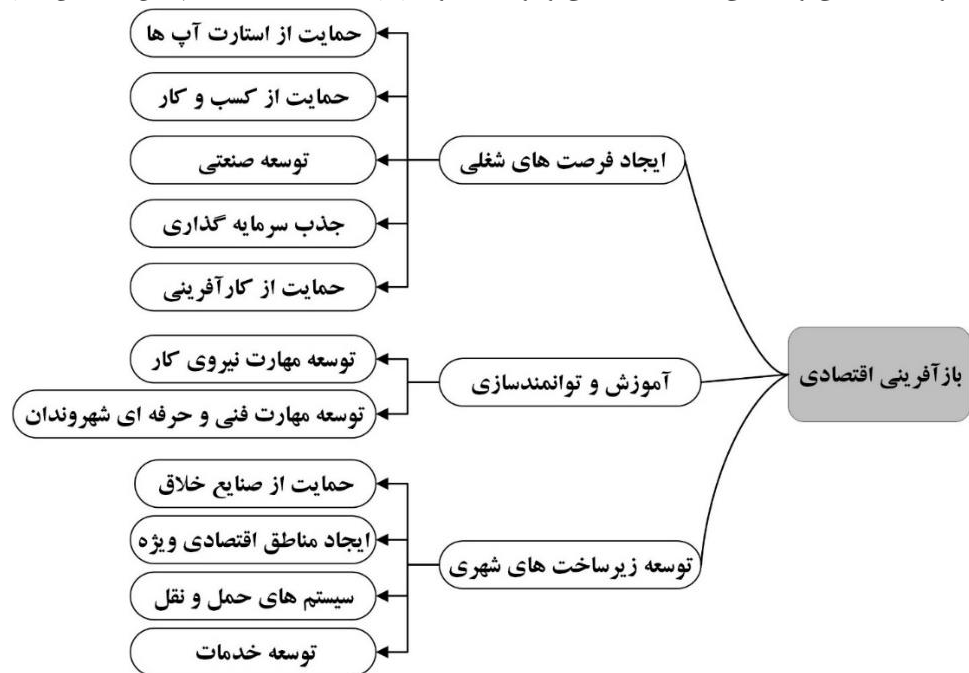 بازآفرینی اقتصادی
ایجاد فرصت های شغلی
حمایت از استارت آپ ها
حمایت از کسب و کار
توسعه صنعتی
جذب سرمایه گذاری
حمایت از کارآفرینی
آموزش و توانمندسازی
توسعه مهارت نیروی کار
توسعه مهارت فنی و حرفه ای شهروندان
توسعه زیرساخت های شهری
حمایت از صنایع خلاق
ایجاد مناطق اقتصادی ویژه
سیستم های حمل و نقل
توسعه خدمات